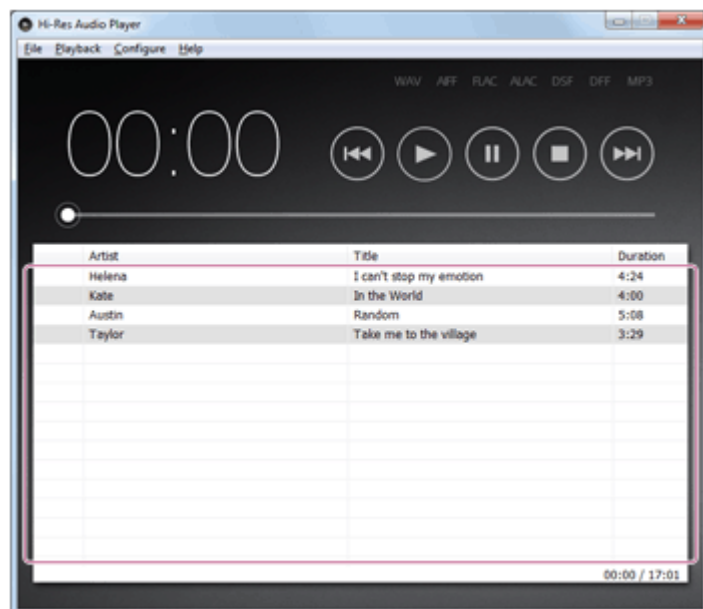 Hi-Res Audio Player
File Playback Configure Help
WAV AIFF FLAC ALAC DSF DFF MP3
00:00
Artist Title Duration
Helena I can't stop my emotion 4:24
Kate In the World 4:00
Austin Random 5:08
Taylor Take me to the village 3:29
00:00 / 17:01